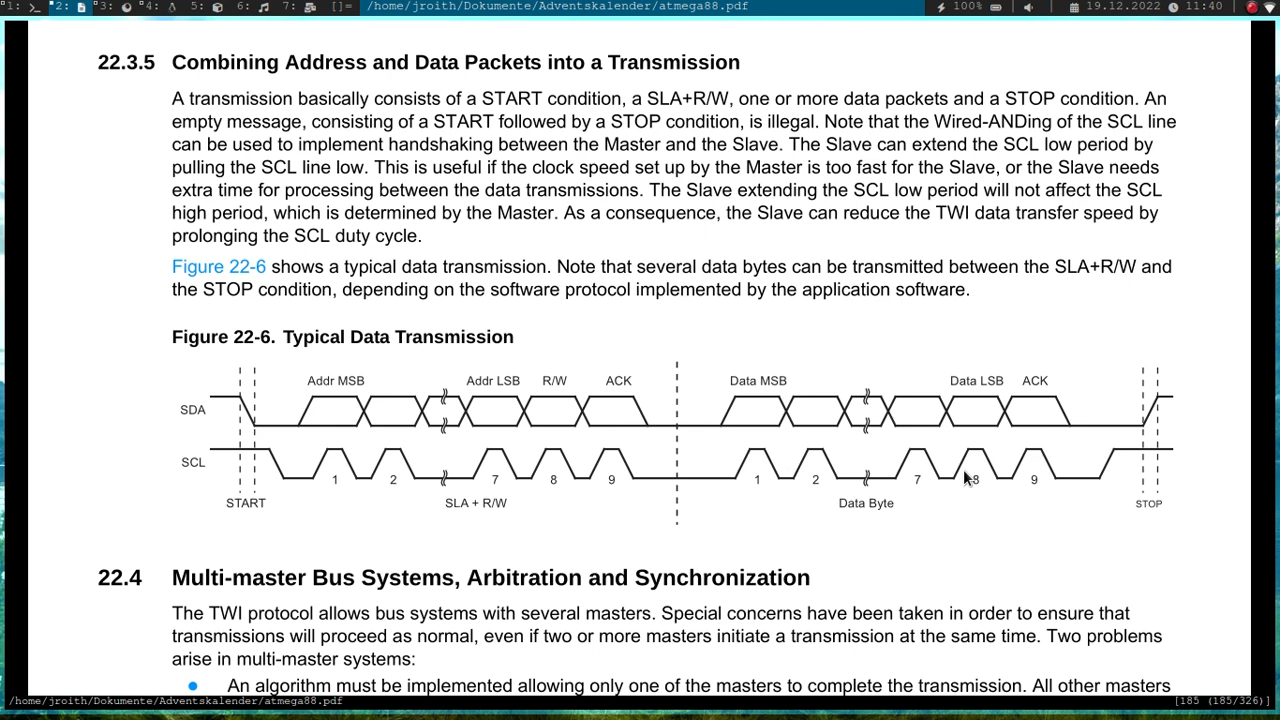 1: 2: 3: 4: 5: 6: 7: []= /home/jroith/Dokumente/Adventskalender/atmega88.pdf 100% 19.12.2022 11:40
22.3.5 Combining Address and Data Packets into a Transmission
A transmission basically consists of a START condition, a SLA+R/W, one or more data packets and a STOP condition. An
empty message, consisting of a START followed by a STOP condition, is illegal. Note that the Wired-ANDing of the SCL line
can be used to implement handshaking between the Master and the Slave. The Slave can extend the SCL low period by
pulling the SCL line low. This is useful if the clock speed set up by the Master is too fast for the Slave, or the Slave needs
extra time for processing between the data transmissions. The Slave extending the SCL low period will not affect the SCL
high period, which is determined by the Master. As a consequence, the Slave can reduce the TWI data transfer speed by
prolonging the SCL duty cycle.
Figure 22-6 shows a typical data transmission. Note that several data bytes can be transmitted between the SLA+R/W and
the STOP condition, depending on the software protocol implemented by the application software.
Figure 22-6. Typical Data Transmission
Addr MSB Addr LSB R/W ACK Data MSB Data LSB ACK
SDA
SCL
1 2 7 8 9 1 2 7 8 9
START SLA + R/W Data Byte STOP
22.4 Multi-master Bus Systems, Arbitration and Synchronization
The TWI protocol allows bus systems with several masters. Special concerns have been taken in order to ensure that
transmissions will proceed as normal, even if two or more masters initiate a transmission at the same time. Two problems
arise in multi-master systems:
● An algorithm must be implemented allowing only one of the masters to complete the transmission. All other masters
/home/jroith/Dokumente/Adventskalender/atmega88.pdf [185 (185/326)]